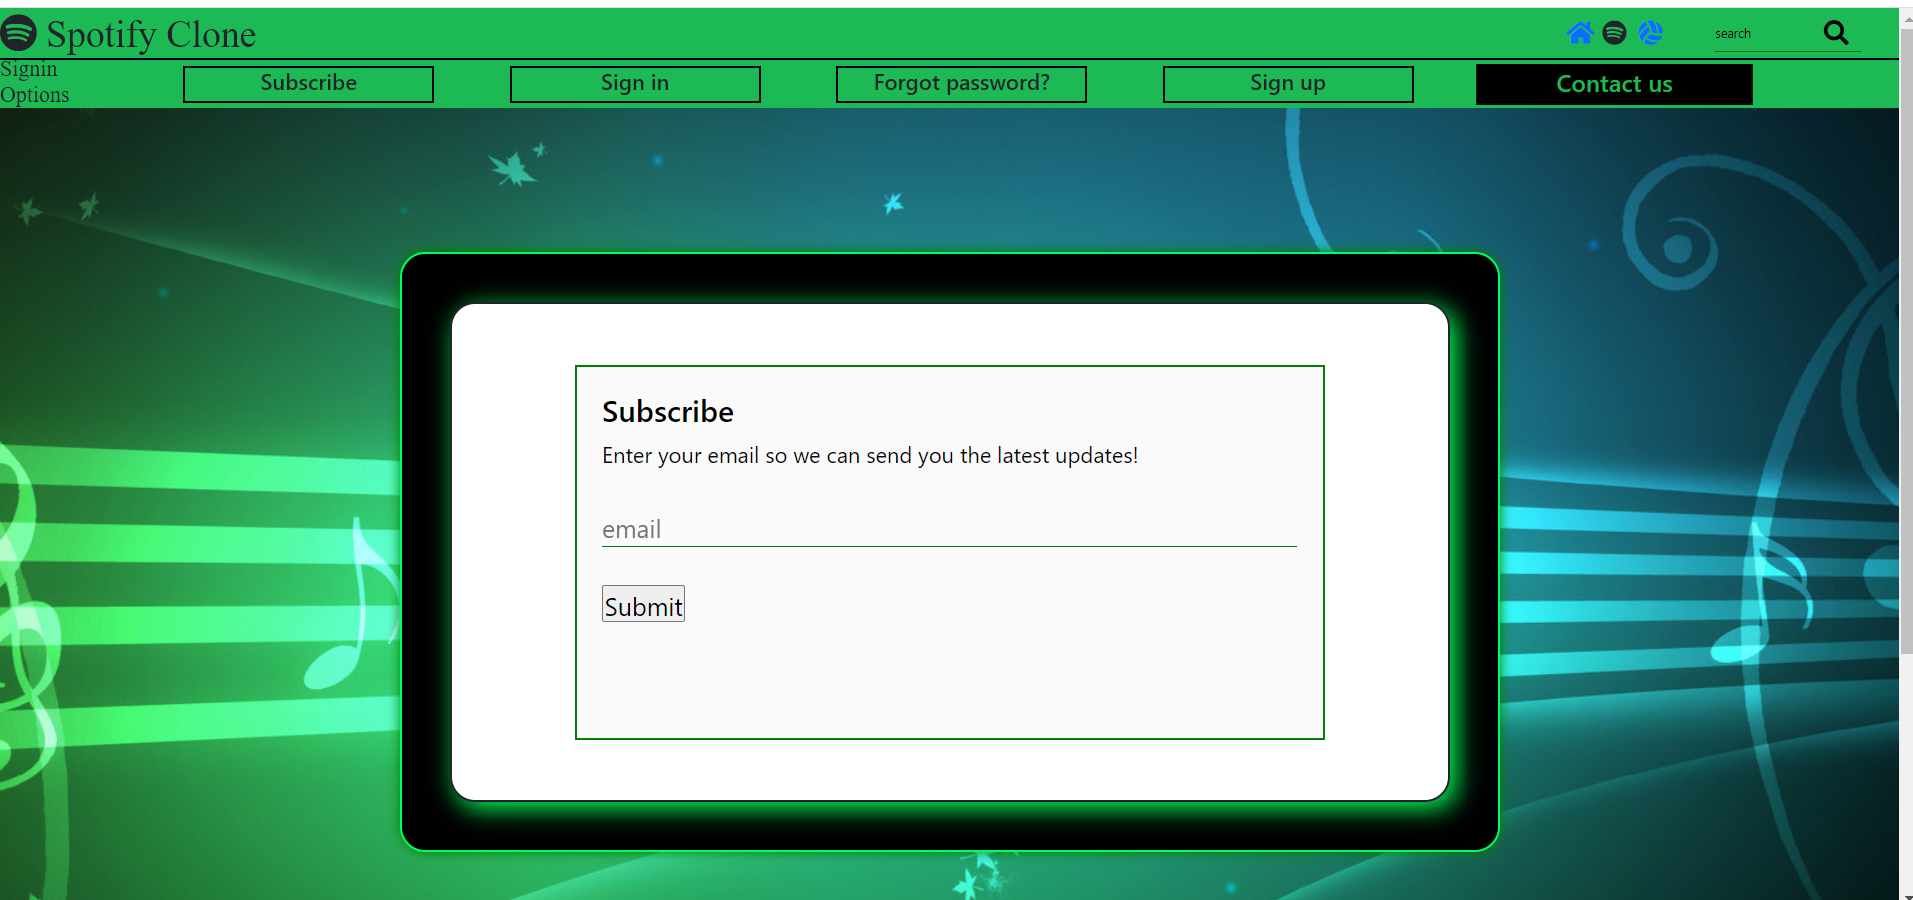 Spotify Clone
search
Signin
Options
Subscribe
Sign in
Forgot password?
Sign up
Contact us
Subscribe
Enter your email so we can send you the latest updates!
email
Submit